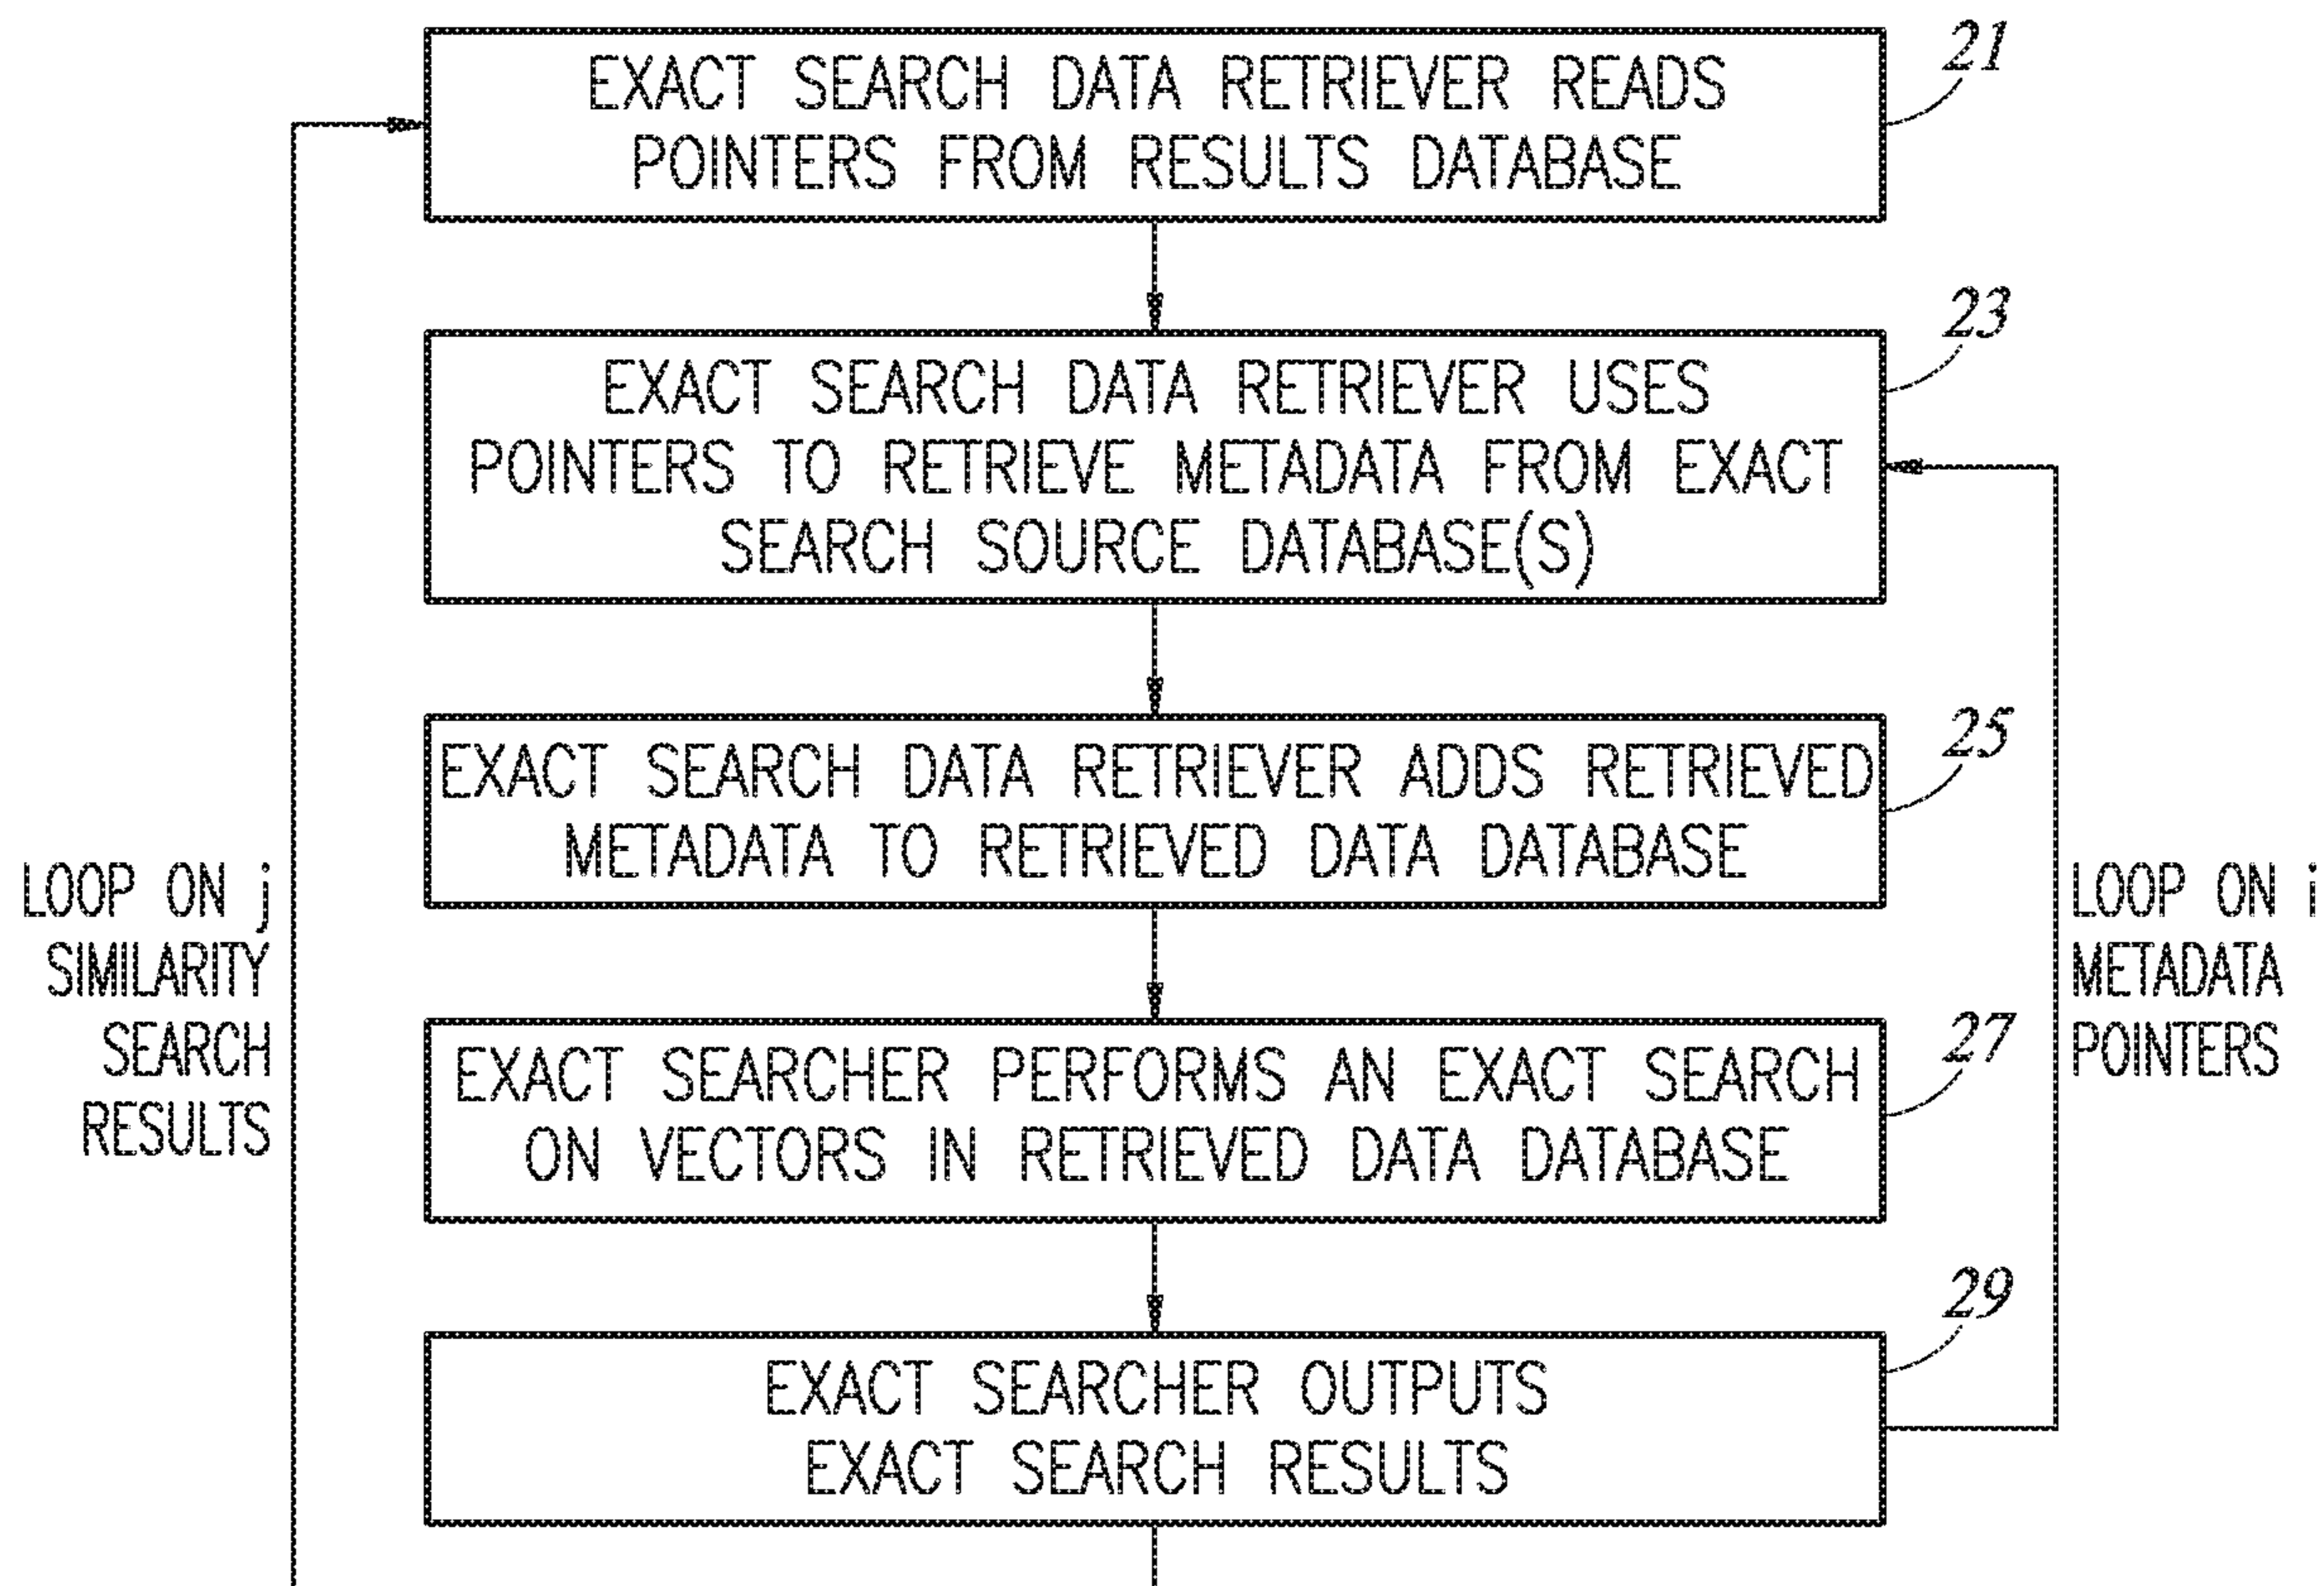 21
EXACT SEARCH DATA RETRIEVER READS
POINTERS FROM RESULTS DATABASE
23
EXACT SEARCH DATA RETRIEVER USES
POINTERS TO RETRIEVE METADATA FROM EXACT
SEARCH SOURCE DATABASE(S)
25
EXACT SEARCH DATA RETRIEVER ADDS RETRIEVED
METADATA TO RETRIEVED DATA DATABASE
LOOP ON j
SIMILARITY
SEARCH
RESULTS
LOOP ON i
METADATA
POINTERS
27
EXACT SEARCHER PERFORMS AN EXACT SEARCH
ON VECTORS IN RETRIEVED DATA DATABASE
29
EXACT SEARCHER OUTPUTS
EXACT SEARCH RESULTS